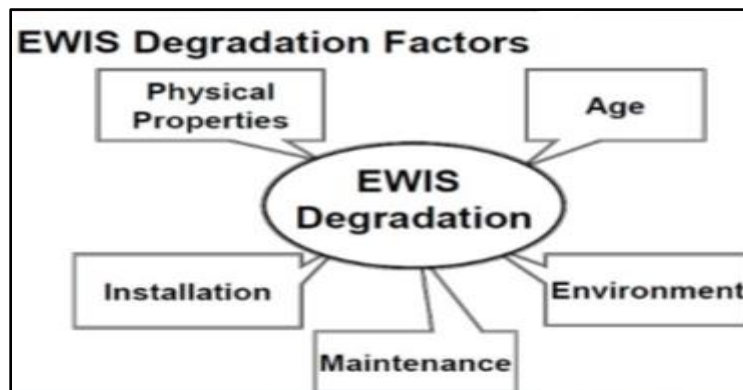 EWIS Degradation Factors
Physical
Properties
Age
EWIS
Degradation
Installation
Environment
Maintenance